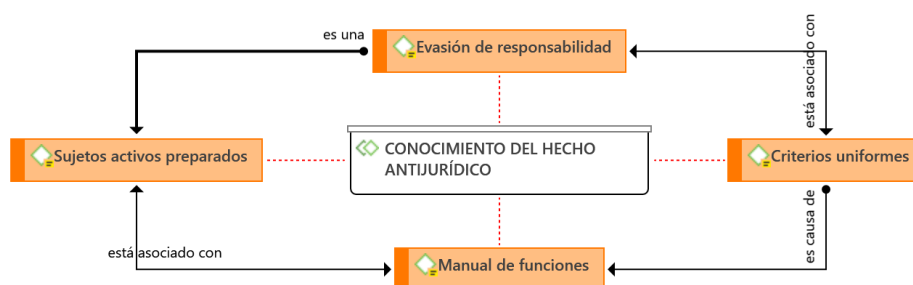 es una
Evasión de responsabilidad
está asociado con
Sujetos activos preparados
CONOCIMIENTO DEL HECHO
ANTIJURÍDICO
Criterios uniformes
está asociado con
Manual de funciones
es causa de